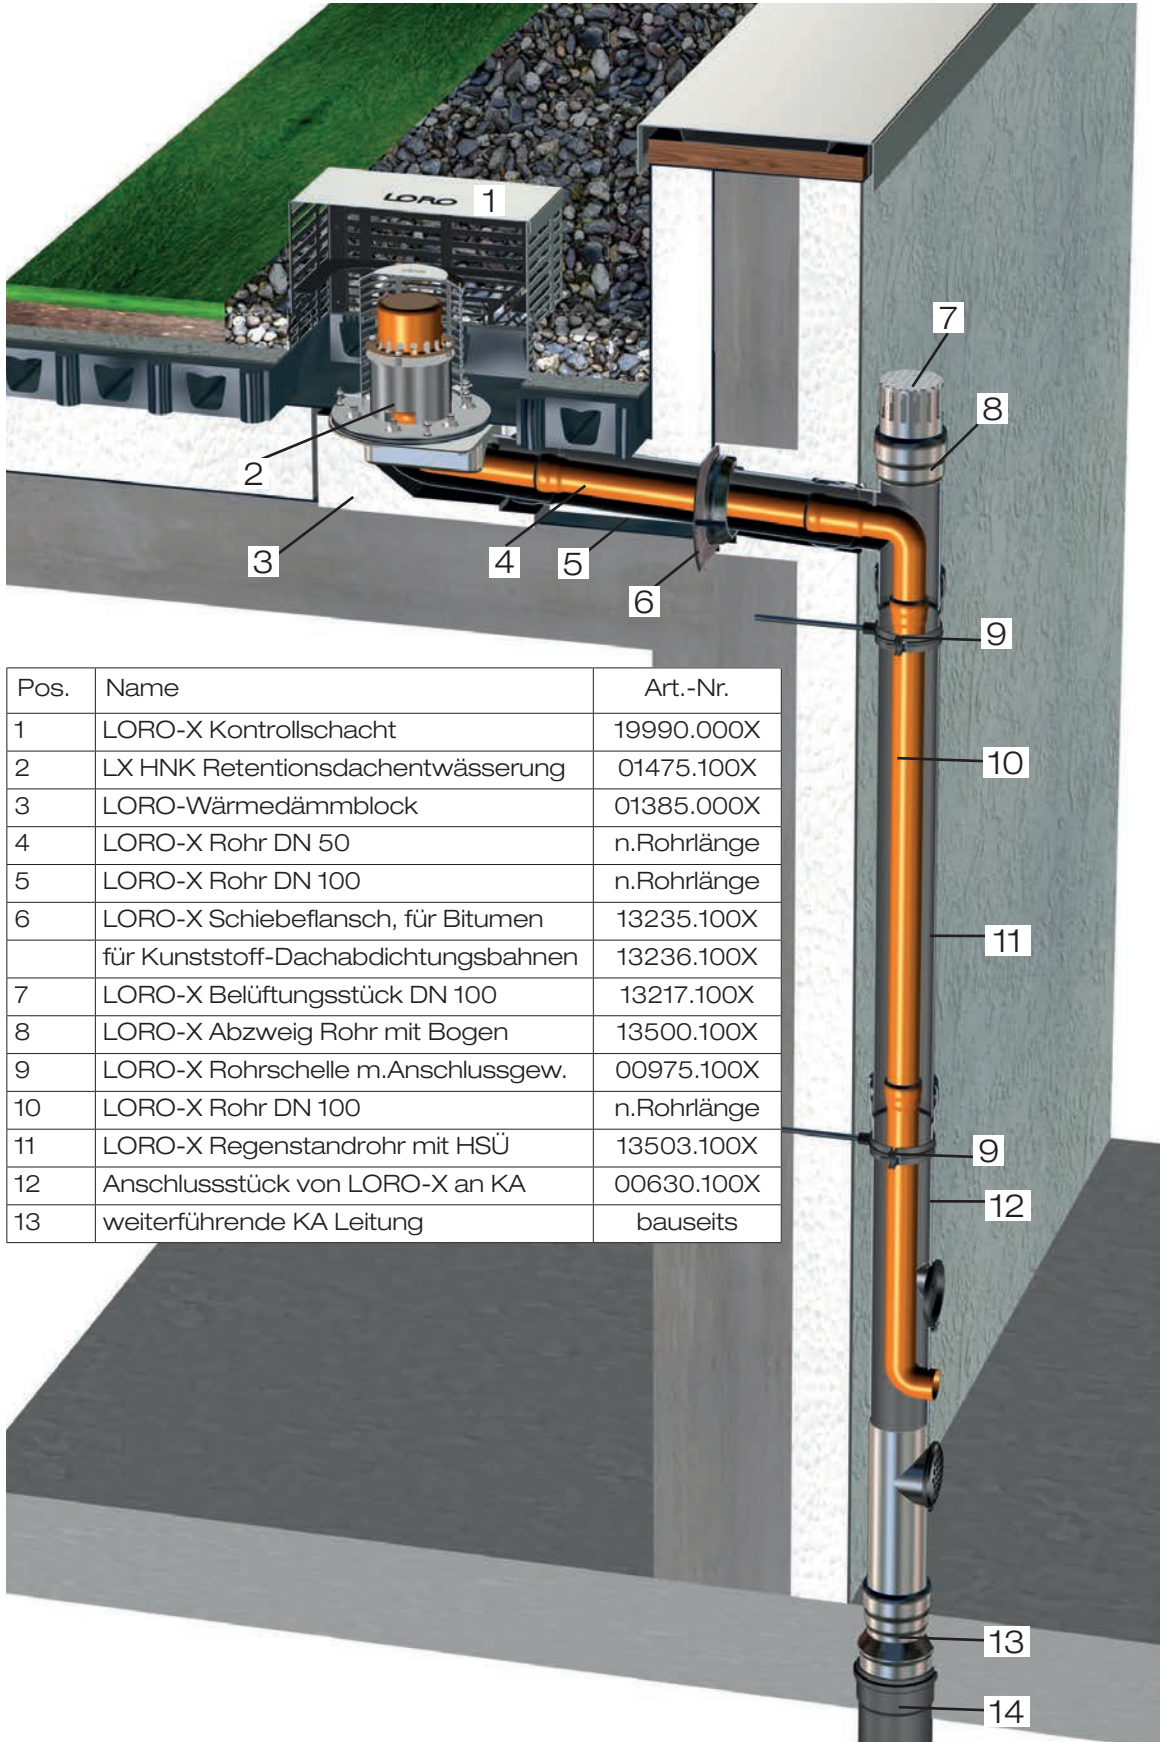 LORO 1
7
8
2
3
4
5
6
9
Pos. Name Art.-Nr.
1 LORO-X Kontrollschacht 19990.000X
2 LX HNK Retentionsdachentwässerung 01475.100X
3 LORO-Wärmedämmblock 01385.000X
4 LORO-X Rohr DN 50 n.Rohrlänge
5 LORO-X Rohr DN 100 n.Rohrlänge
6 LORO-X Schiebeflansch, für Bitumen 13235.100X
für Kunststoff-Dachabdichtungsbahnen 13236.100X
7 LORO-X Belüftungsstück DN 100 13217.100X
8 LORO-X Abzweig Rohr mit Bogen 13500.100X
9 LORO-X Rohrschelle m.Anschlussgew. 00975.100X
10 LORO-X Rohr DN 100 n.Rohrlänge
11 LORO-X Regenstandrohr mit HSÜ 13503.100X
12 Anschlussstück von LORO-X an KA 00630.100X
13 weiterführende KA Leitung bauseits
10
11
9
12
13
14